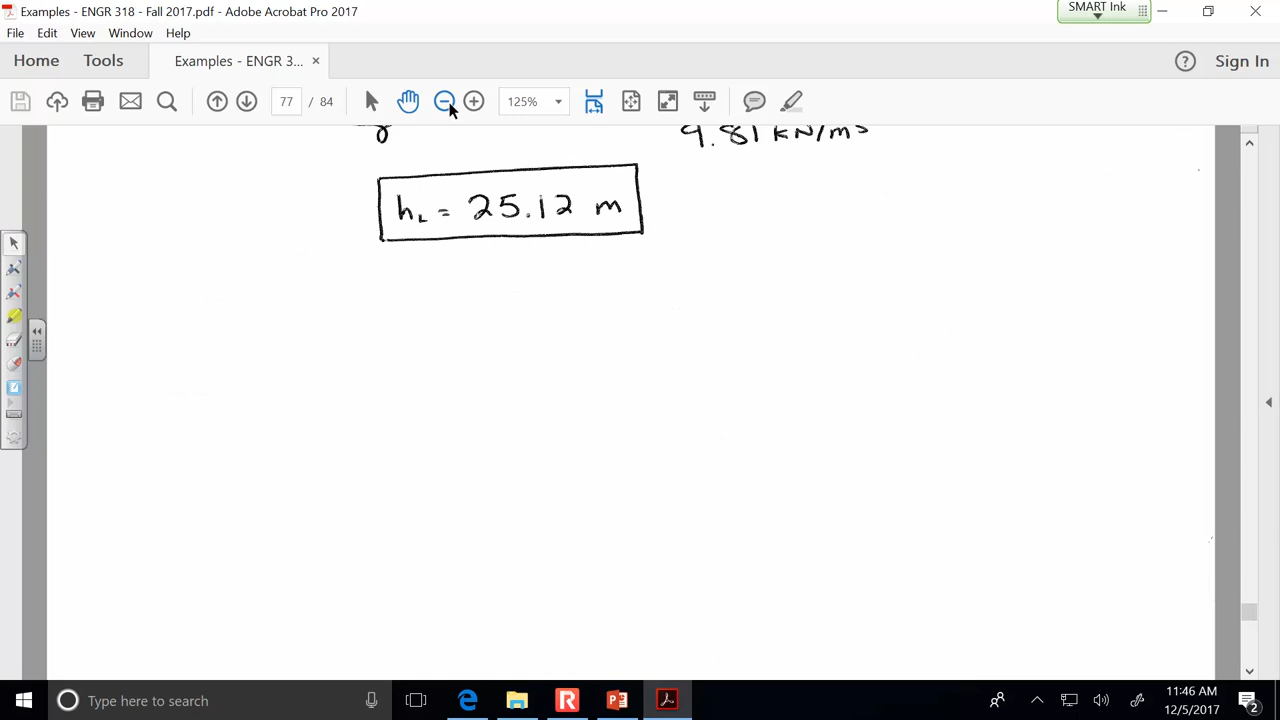 Examples - ENGR 318 - Fall 2017.pdf - Adobe Acrobat Pro 2017
SMART Ink
File Edit View Window Help
Home Tools Examples - ENGR 3... × Sign In
77 / 84 125%
9.81 kN/m³
hL = 25.12 m
Type here to search
11:46 AM
12/5/2017
2